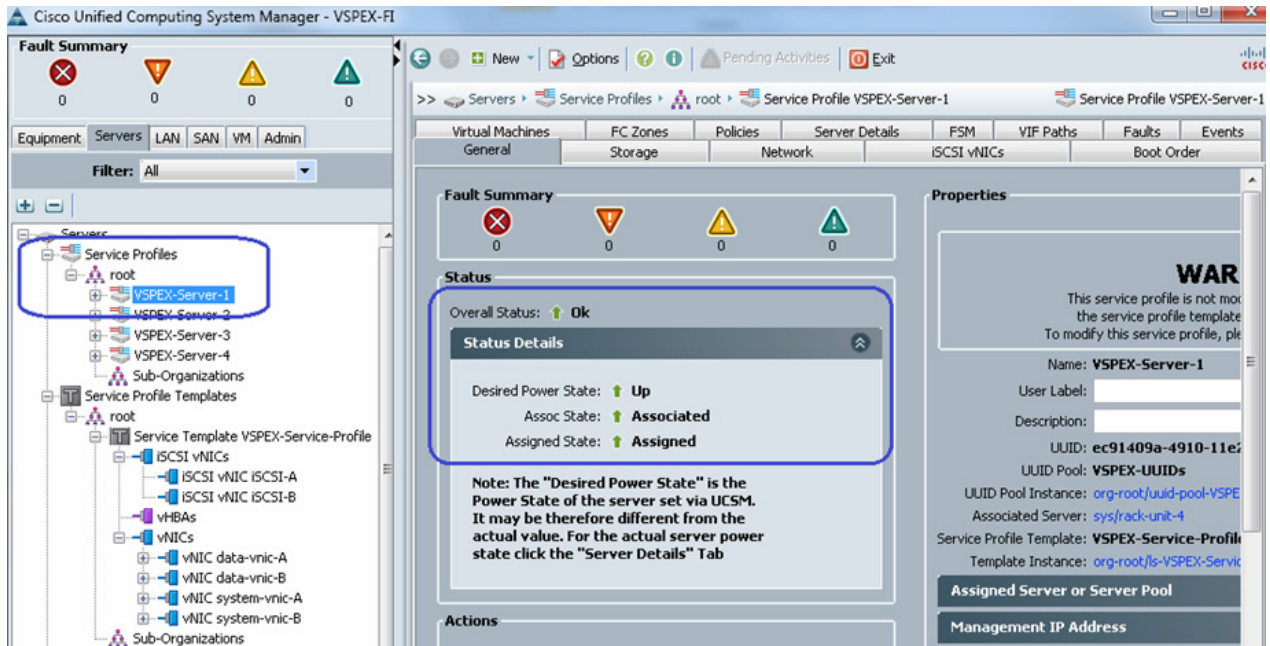 Cisco Unified Computing System Manager - VSPEX-FI
Fault Summary
0 0 0 0
Equipment Servers LAN SAN VM Admin
Filter: All
Servers
Service Profiles
root
VSPEX-Server-1
VSPEX-Server-2
VSPEX-Server-3
VSPEX-Server-4
Sub-Organizations
Service Profile Templates
root
Service Template VSPEX-Service-Profile
iSCSI vNICs
iSCSI vNIC iSCSI-A
iSCSI vNIC iSCSI-B
vHBAs
vNICs
vNIC data-vnic-A
vNIC data-vnic-B
vNIC system-vnic-A
vNIC system-vnic-B
Sub-Organizations
New Options Pending Activities Exit
>> Servers Service Profiles root Service Profile VSPEX-Server-1 Service Profile VSPEX-Server-1
Virtual Machines FC Zones Policies Server Details FSM VIF Paths Faults Events
General Storage Network iSCSI vNICs Boot Order
Fault Summary
0 0 0 0
Status
Overall Status: Ok
Status Details
Desired Power State: Up
Assoc State: Associated
Assigned State: Assigned
Note: The "Desired Power State" is the
Power State of the server set via UCSM.
It may be therefore different from the
actual value. For the actual server power
state click the "Server Details" Tab
Actions
Properties
WAR
This service profile is not mo
the service profile template
To modify this service profile, ple
Name: VSPEX-Server-1
User Label:
Description:
UUID: ec91409a-4910-11e2
UUID Pool: VSPEX-UUIDs
UUID Pool Instance: org-root/uuid-pool-VSPE
Associated Server: sys/rack-unit-4
Service Profile Template: VSPEX-Service-Profile
Template Instance: org-root/ls-VSPEX-Servic
Assigned Server or Server Pool
Management IP Address